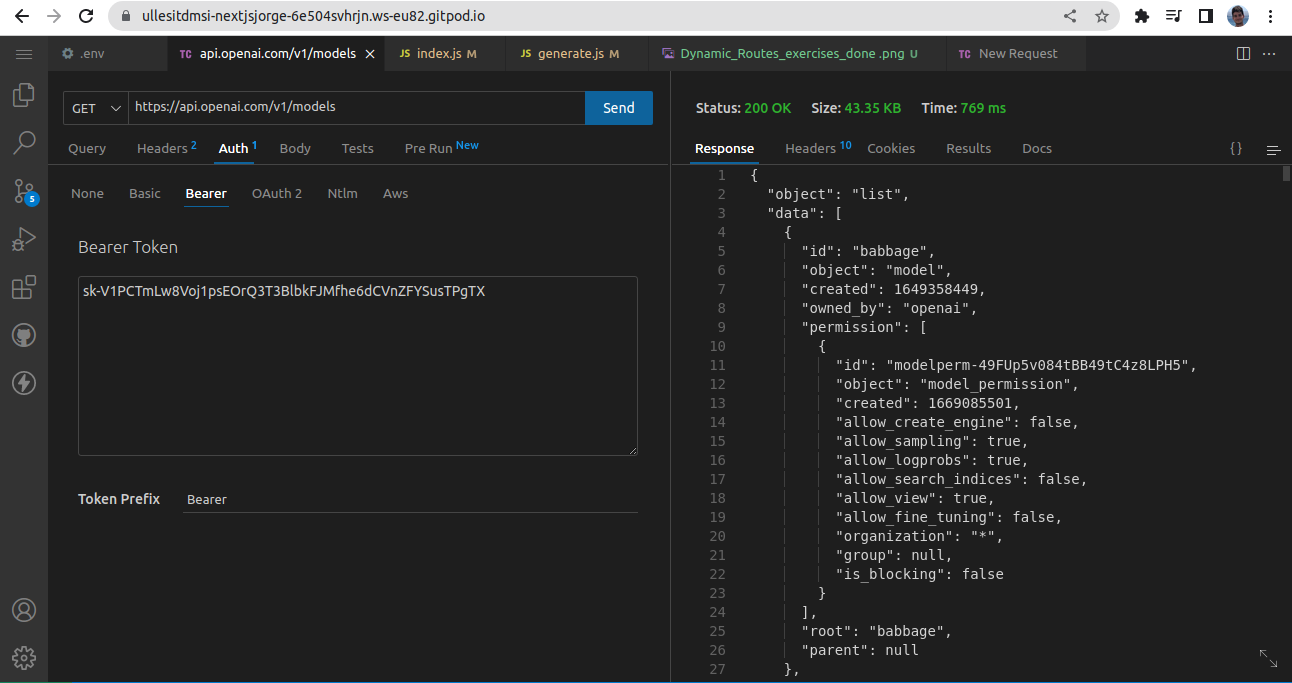 ullesitdmsi-nextjsjorge-6e504svhrjn.ws-eu82.gitpod.io
.env
TC api.openai.com/v1/models
JS index.js M
JS generate.js M
Dynamic_Routes_exercises_done .png U
TC New Request
GET
https://api.openai.com/v1/models
Send
Query
Headers 2
Auth 1
Body
Tests
Pre Run New
None
Basic
Bearer
OAuth 2
Ntlm
Aws
5
Bearer Token
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
Token Prefix
Bearer
Status: 200 OK Size: 43.35 KB Time: 769 ms
Response
Headers 10
Cookies
Results
Docs
{}
1 {
2 "object": "list",
3 "data": [
4 {
5 "id": "babbage",
6 "object": "model",
7 "created": 1649358449,
8 "owned_by": "openai",
9 "permission": [
10 {
11 "id": "modelperm-49FUp5v084tBB49tC4z8LPH5",
12 "object": "model_permission",
13 "created": 1669085501,
14 "allow_create_engine": false,
15 "allow_sampling": true,
16 "allow_logprobs": true,
17 "allow_search_indices": false,
18 "allow_view": true,
19 "allow_fine_tuning": false,
20 "organization": "*",
21 "group": null,
22 "is_blocking": false
23 }
24 ],
25 "root": "babbage",
26 "parent": null
27 },